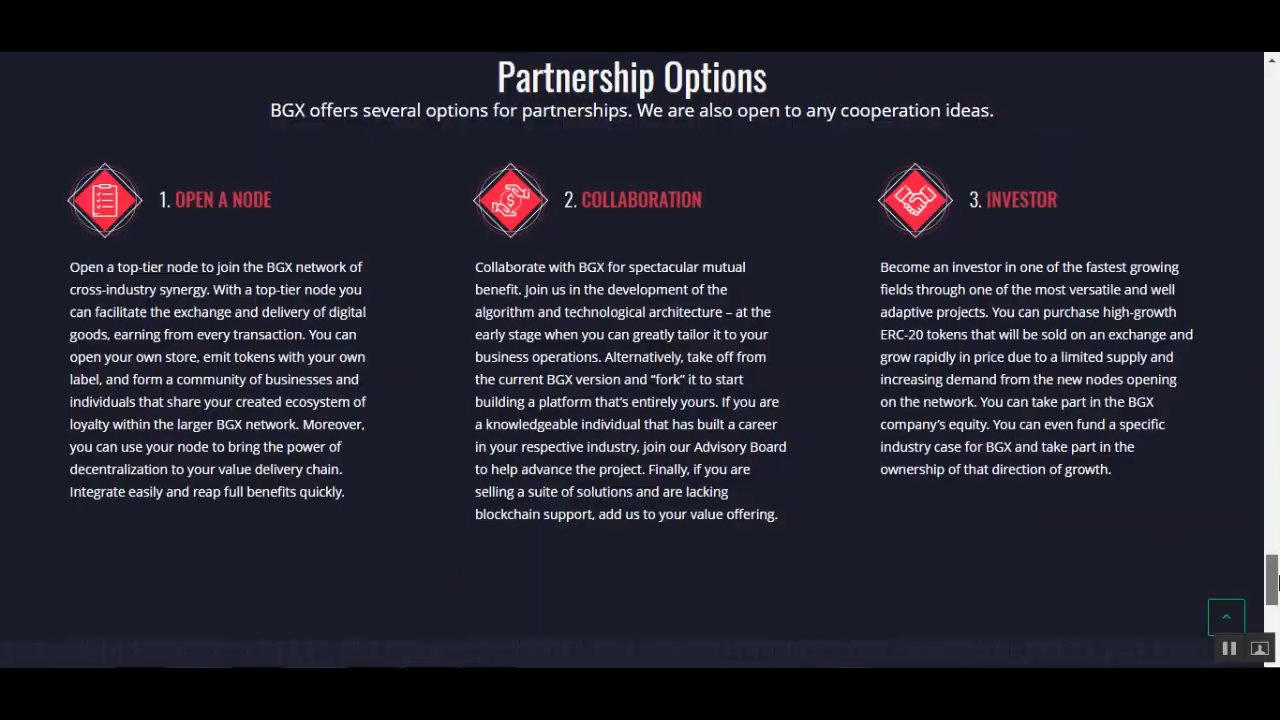 Partnership Options
BGX offers several options for partnerships. We are also open to any cooperation ideas.
1. OPEN A NODE
Open a top-tier node to join the BGX network of
cross-industry synergy. With a top-tier node you
can facilitate the exchange and delivery of digital
goods, earning from every transaction. You can
open your own store, emit tokens with your own
label, and form a community of businesses and
individuals that share your created ecosystem of
loyalty within the larger BGX network. Moreover,
you can use your node to bring the power of
decentralization to your value delivery chain.
Integrate easily and reap full benefits quickly.
2. COLLABORATION
Collaborate with BGX for spectacular mutual
benefit. Join us in the development of the
algorithm and technological architecture – at the
early stage when you can greatly tailor it to your
business operations. Alternatively, take off from
the current BGX version and “fork” it to start
building a platform that’s entirely yours. If you are
a knowledgeable individual that has built a career
in your respective industry, join our Advisory Board
to help advance the project. Finally, if you are
selling a suite of solutions and are lacking
blockchain support, add us to your value offering.
3. INVESTOR
Become an investor in one of the fastest growing
fields through one of the most versatile and well
adaptive projects. You can purchase high-growth
ERC-20 tokens that will be sold on an exchange and
grow rapidly in price due to a limited supply and
increasing demand from the new nodes opening
on the network. You can take part in the BGX
company’s equity. You can even fund a specific
industry case for BGX and take part in the
ownership of that direction of growth.